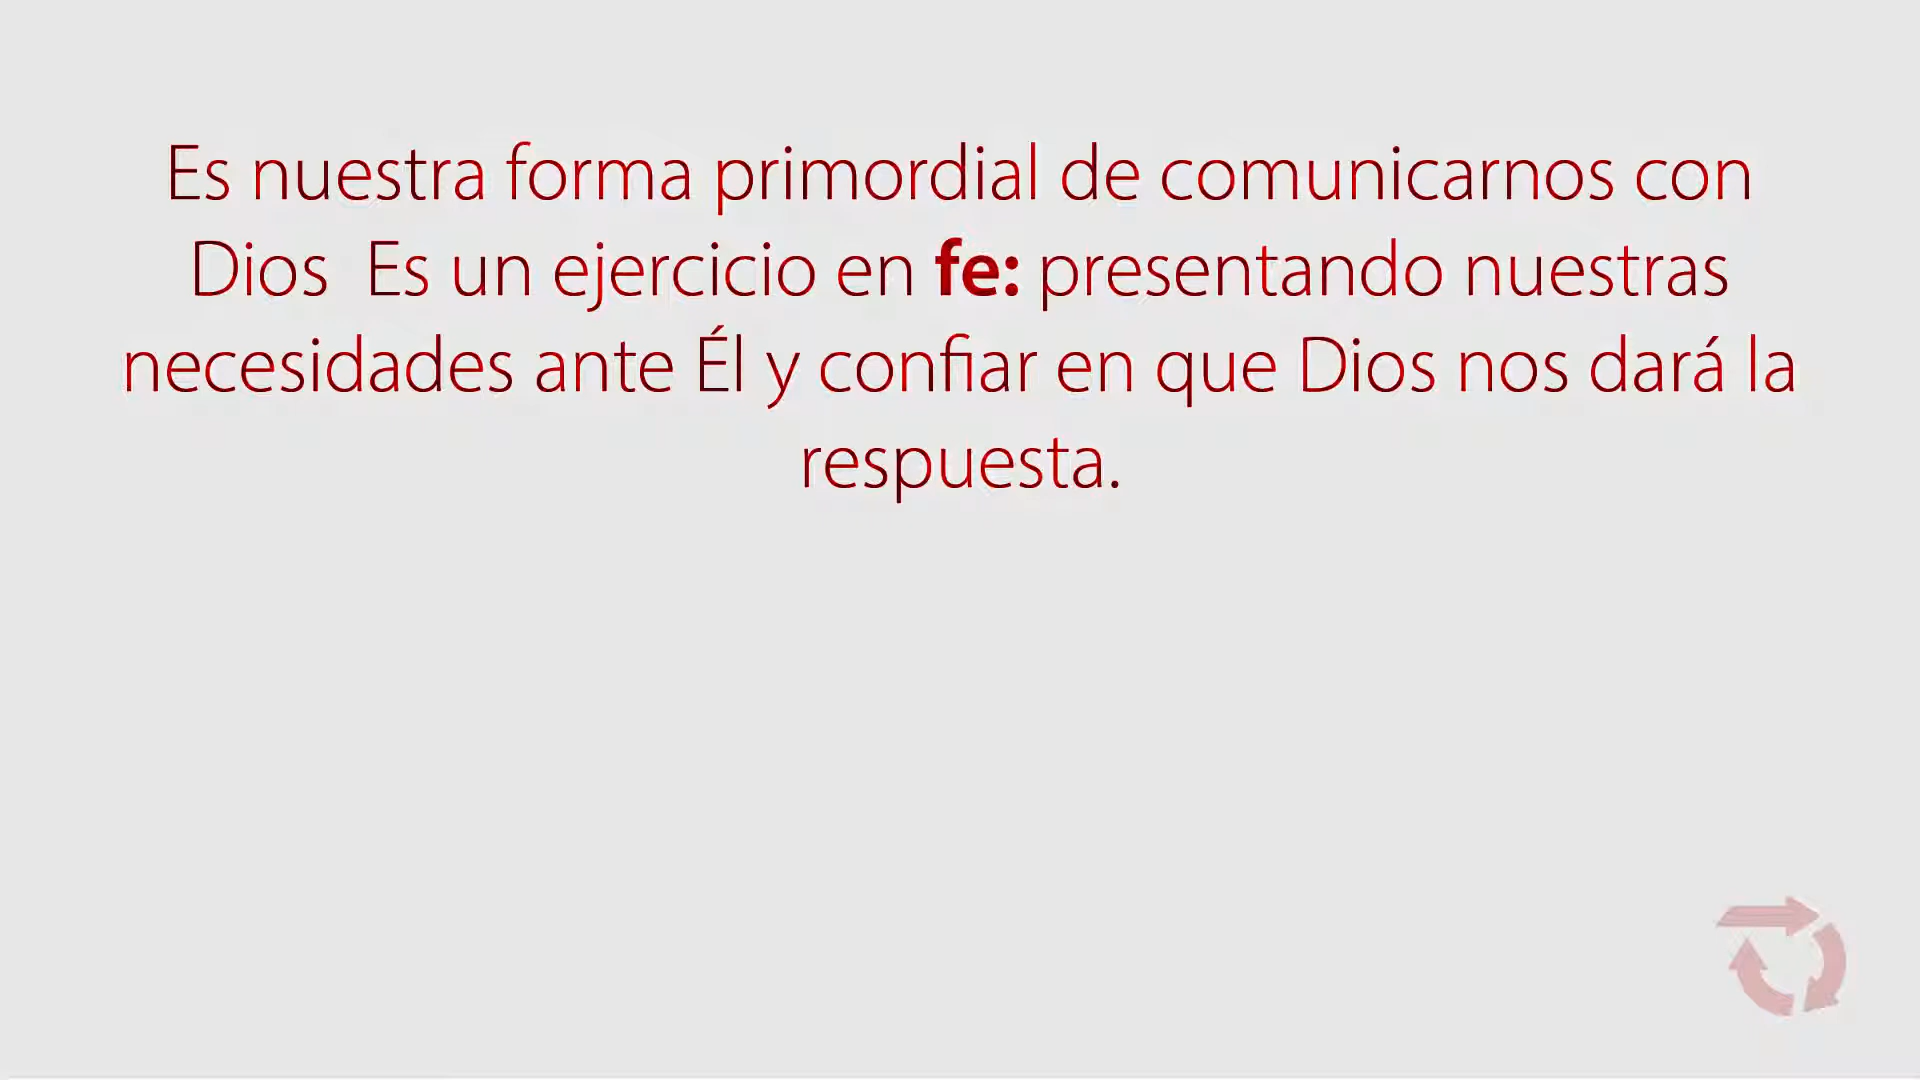 Es nuestra forma primordial de comunicarnos con
Dios  Es un ejercicio en fe: presentando nuestras
necesidades ante Él y confiar en que Dios nos dará la
respuesta.